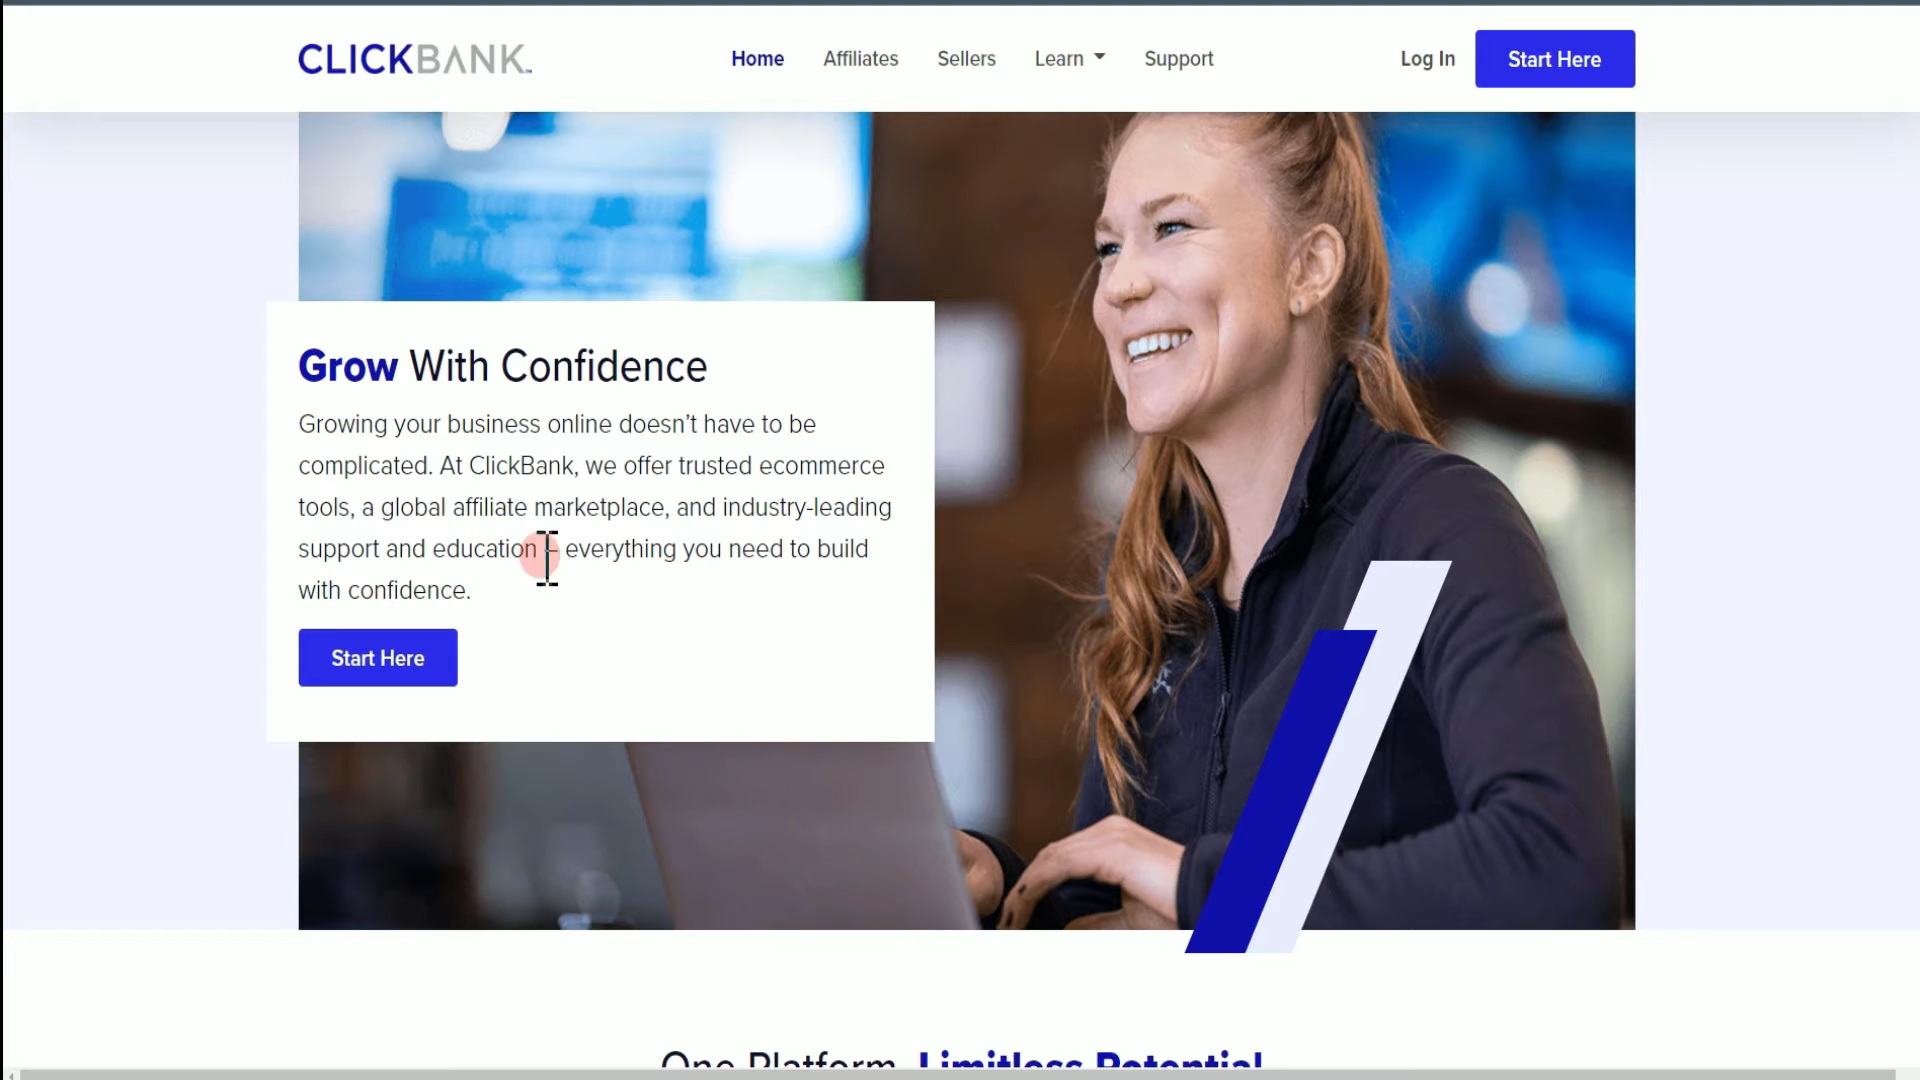 CLICKBANK
Home Affiliates Sellers Learn Support Log In Start Here
Grow With Confidence
Growing your business online doesn’t have to be
complicated. At ClickBank, we offer trusted ecommerce
tools, a global affiliate marketplace, and industry-leading
support and education – everything you need to build
with confidence.
Start Here
One Platform. Limitless Potential